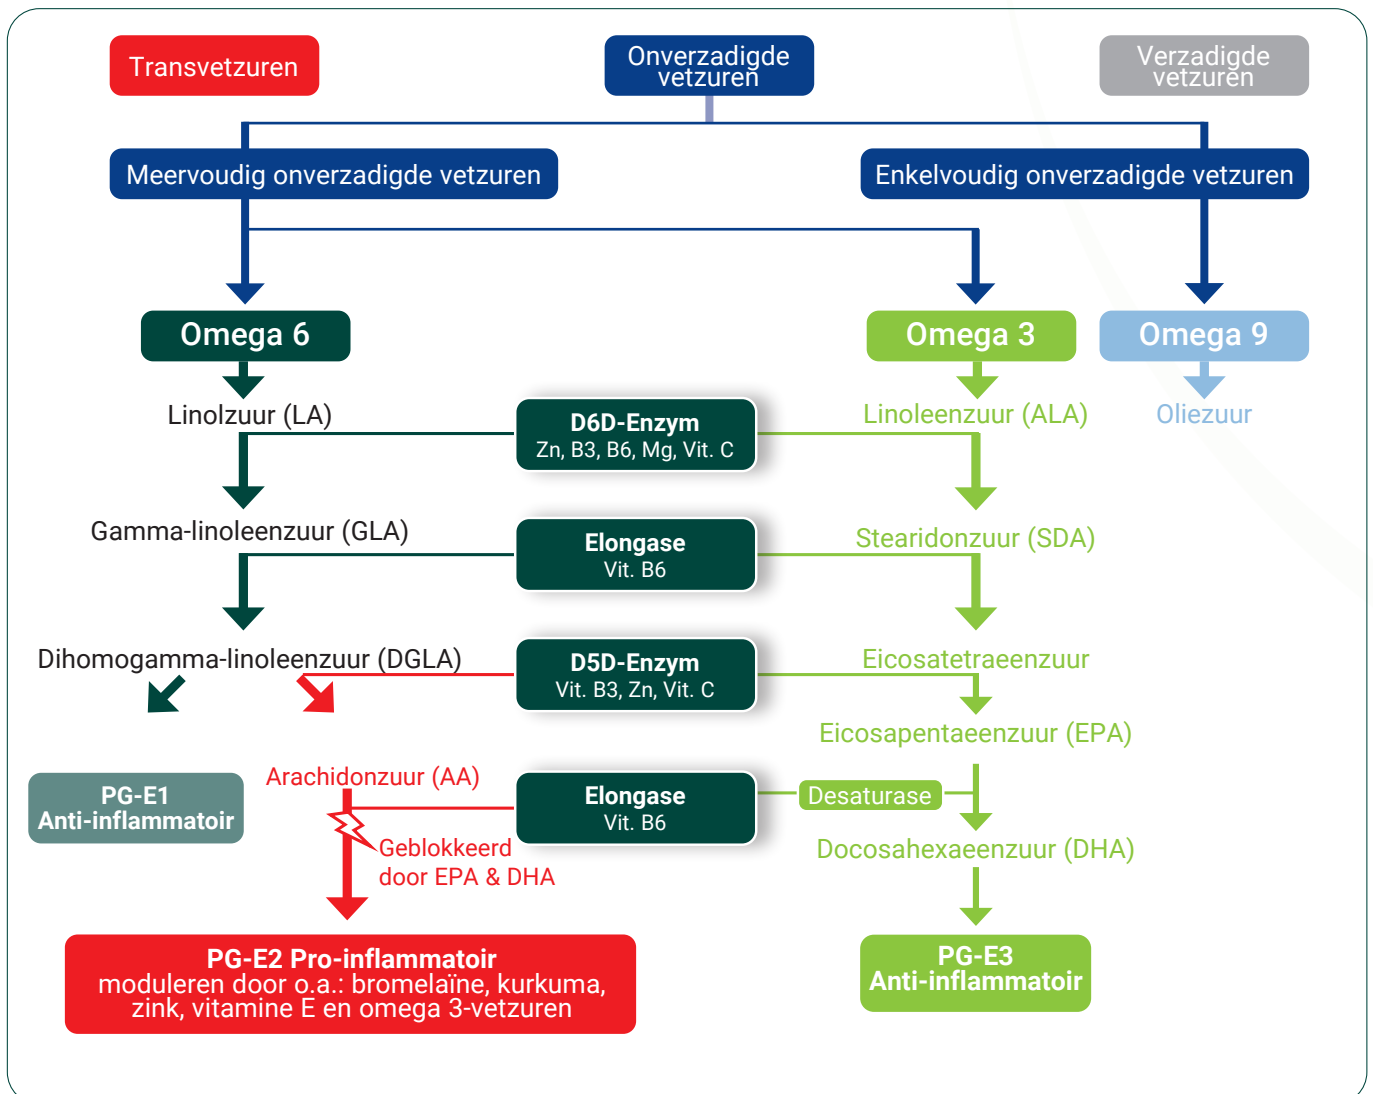 Transvetzuren
Onverzadigde
vetzuren
Verzadigde
vetzuren
Meervoudig onverzadigde vetzuren
Enkelvoudig onverzadigde vetzuren
Omega 6
Omega 3
Omega 9
Linolzuur (LA)
D6D-Enzym
Zn, B3, B6, Mg, Vit. C
Linoleenzuur (ALA)
Oliezuur
Gamma-linoleenzuur (GLA)
Elongase
Vit. B6
Stearidonzuur (SDA)
Dihomogamma-linoleenzuur (DGLA)
D5D-Enzym
Vit. B3, Zn, Vit. C
Eicosatetraeenzuur
Eicosapentaeenzuur (EPA)
PG-E1
Anti-inflammatoir
Arachidonzuur (AA)
Elongase
Vit. B6
Desaturase
Geblokkeerd
door EPA & DHA
Docosahexaeenzuur (DHA)
PG-E2 Pro-inflammatoir
moduleren door o.a.: bromelaïne, kurkuma,
zink, vitamine E en omega 3-vetzuren
PG-E3
Anti-inflammatoir